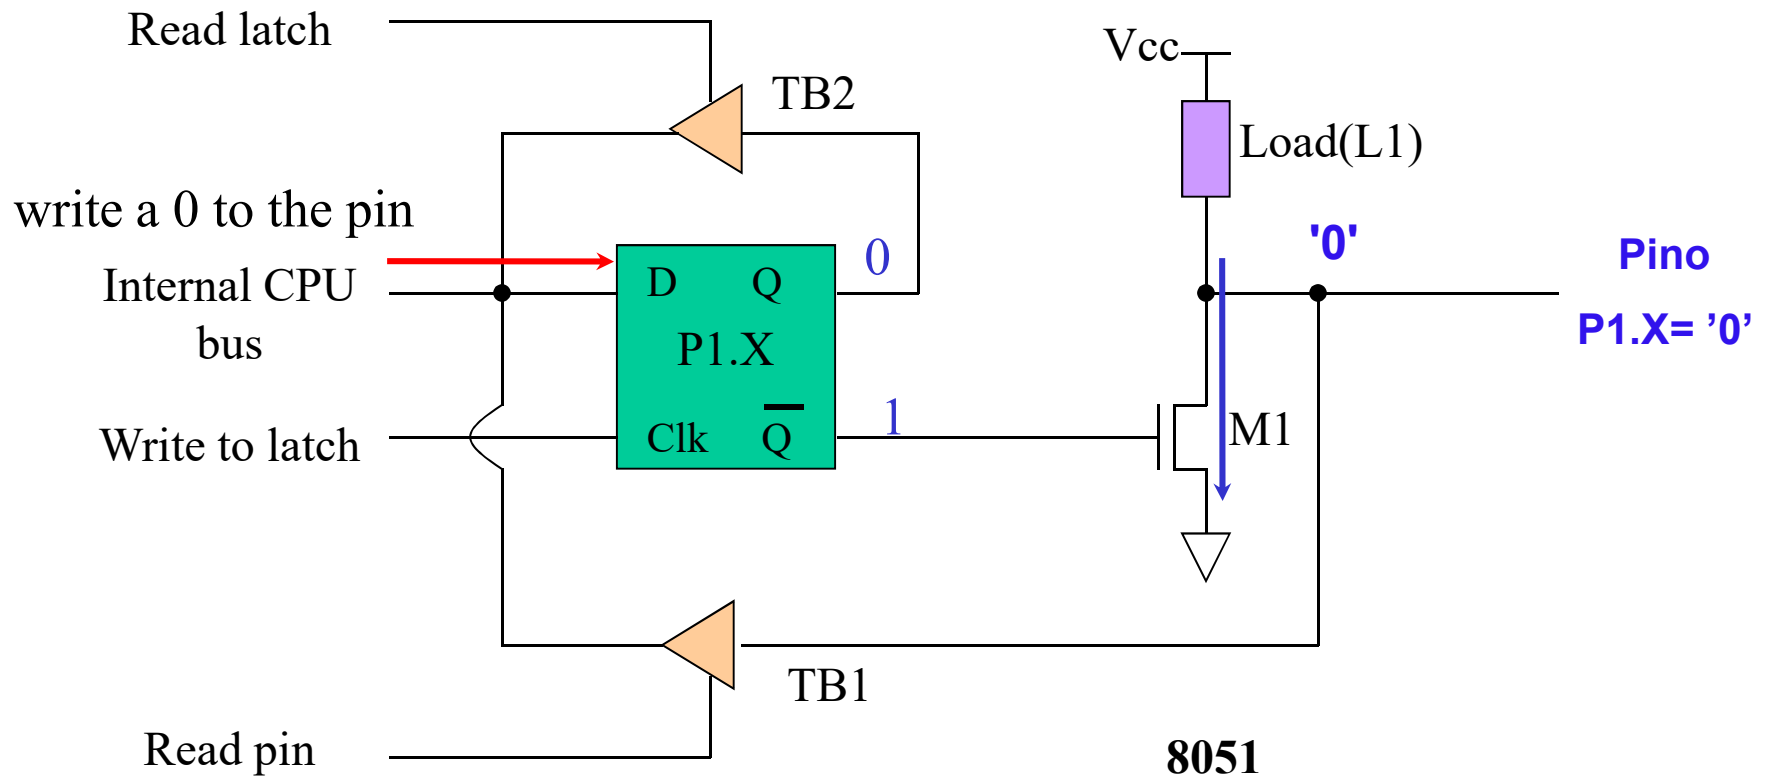 Read latch
Vcc
TB2
Load(L1)
write a 0 to the pin
Internal CPU
bus
D Q
P1.X
Clk Q̅
0
1
'0'
Pino
P1.X= ’0’
Write to latch
M1
TB1
Read pin
8051